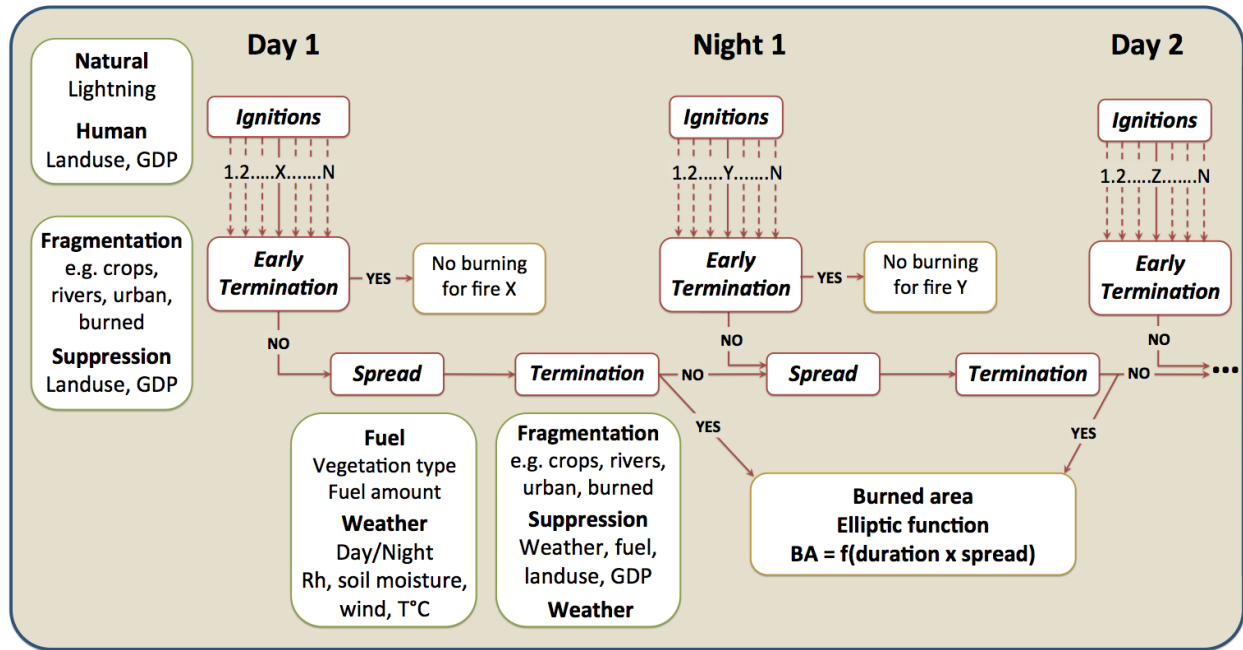 Day 1
Night 1
Day 2
Natural
Lightning
Human
Landuse, GDP
Fragmentation
e.g. crops,
rivers, urban,
burned
Suppression
Landuse, GDP
Ignitions
1.2.....X.......N
Early
Termination
YES
No burning
for fire X
NO
Spread
Termination
NO
YES
Ignitions
1.2.....Y.......N
Early
Termination
YES
No burning
for fire Y
NO
Spread
Termination
NO
YES
Ignitions
1.2.....Z.......N
Early
Termination
NO
...
Fuel
Vegetation type
Fuel amount
Weather
Day/Night
Rh, soil moisture,
wind, T°C
Fragmentation
e.g. crops, rivers,
urban, burned
Suppression
Weather, fuel,
landuse, GDP
Weather
Burned area
Elliptic function
BA = f(duration x spread)